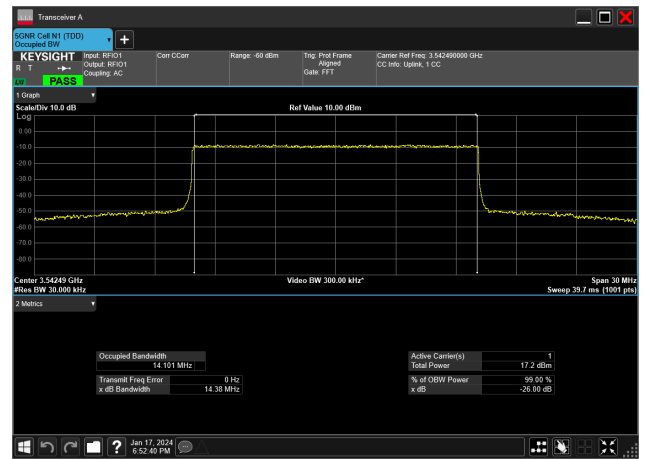 Transceiver A
5GNR Cell N1 (TDD)
Occupied BW
KEYSIGHT
R T
LW
PASS
Input: RFIO1
Output: RFIO1
Coupling: AC
Corr CCorr
Range: -60 dBm
Trig: Prot Frame
Aligned
Gate: FFT
Carrier Ref Freq: 3.542490000 GHz
CC Info: Uplink, 1 CC
1 Graph
Scale/Div 10.0 dB
Ref Value 10.00 dBm
Log
0.00
-10.0
-20.0
-30.0
-40.0
-50.0
-60.0
-70.0
-80.0
Center 3.54249 GHz
Video BW 300.00 kHz*
Span 30 MHz
#Res BW 30.000 kHz
Sweep 39.7 ms (1001 pts)
2 Metrics
Occupied Bandwidth
14.101 MHz
Transmit Freq Error 0 Hz
x dB Bandwidth 14.38 MHz
Active Carrier(s) 1
Total Power 17.2 dBm
% of OBW Power 99.00 %
x dB -26.00 dB
?
Jan 17, 2024
6:52:40 PM